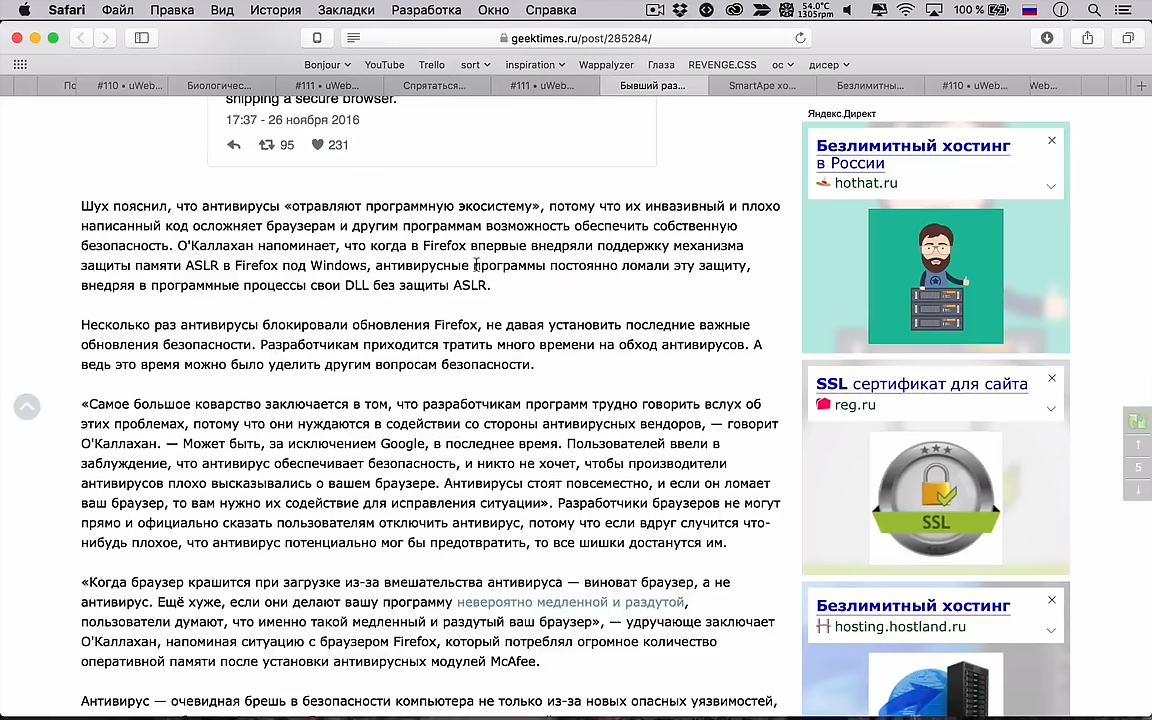 Safari Файл Правка Вид История Закладки Разработка Окно Справка 54.0°C 1305rpm 100 %
geektimes.ru/post/285284/
Bonjour YouTube Trello sort inspiration Wappalyzer Глаза REVENGE.CSS ос дисер
Пс #110 • uWeb... Биологичес... #111 • uWeb... Спрятаться... #111 • uWeb... Бывший раз... SmartApe хо... Безлимитны... #110 • uWeb... Web...
shipping a secure browser.
17:37 - 26 ноября 2016
95 231
Шух пояснил, что антивирусы «отравляют программную экосистему», потому что их инвазивный и плохо
написанный код осложняет браузерам и другим программам возможность обеспечить собственную
безопасность. О'Каллахан напоминает, что когда в Firefox впервые внедряли поддержку механизма
защиты памяти ASLR в Firefox под Windows, антивирусные программы постоянно ломали эту защиту,
внедряя в программные процессы свои DLL без защиты ASLR.
Несколько раз антивирусы блокировали обновления Firefox, не давая установить последние важные
обновления безопасности. Разработчикам приходится тратить много времени на обход антивирусов. А
ведь это время можно было уделить другим вопросам безопасности.
«Самое большое коварство заключается в том, что разработчикам программ трудно говорить вслух об
этих проблемах, потому что они нуждаются в содействии со стороны антивирусных вендоров, — говорит
О'Каллахан. — Может быть, за исключением Google, в последнее время. Пользователей ввели в
заблуждение, что антивирус обеспечивает безопасность, и никто не хочет, чтобы производители
антивирусов плохо высказывались о вашем браузере. Антивирусы стоят повсеместно, и если он ломает
ваш браузер, то вам нужно их содействие для исправления ситуации». Разработчики браузеров не могут
прямо и официально сказать пользователям отключить антивирус, потому что если вдруг случится что-
нибудь плохое, что антивирус потенциально мог бы предотвратить, то все шишки достанутся им.
«Когда браузер крашится при загрузке из-за вмешательства антивируса — виноват браузер, а не
антивирус. Ещё хуже, если они делают вашу программу невероятно медленной и раздутой,
пользователи думают, что именно такой медленный и раздутый ваш браузер», — удручающе заключает
О'Каллахан, напоминая ситуацию с браузером Firefox, который потреблял огромное количество
оперативной памяти после установки антивирусных модулей McAfee.
Антивирус — очевидная брешь в безопасности компьютера не только из-за новых опасных уязвимостей,
Яндекс.Директ
Безлимитный хостинг
в России
hothat.ru
SSL сертификат для сайта
reg.ru
SSL
Безлимитный хостинг
hosting.hostland.ru
5